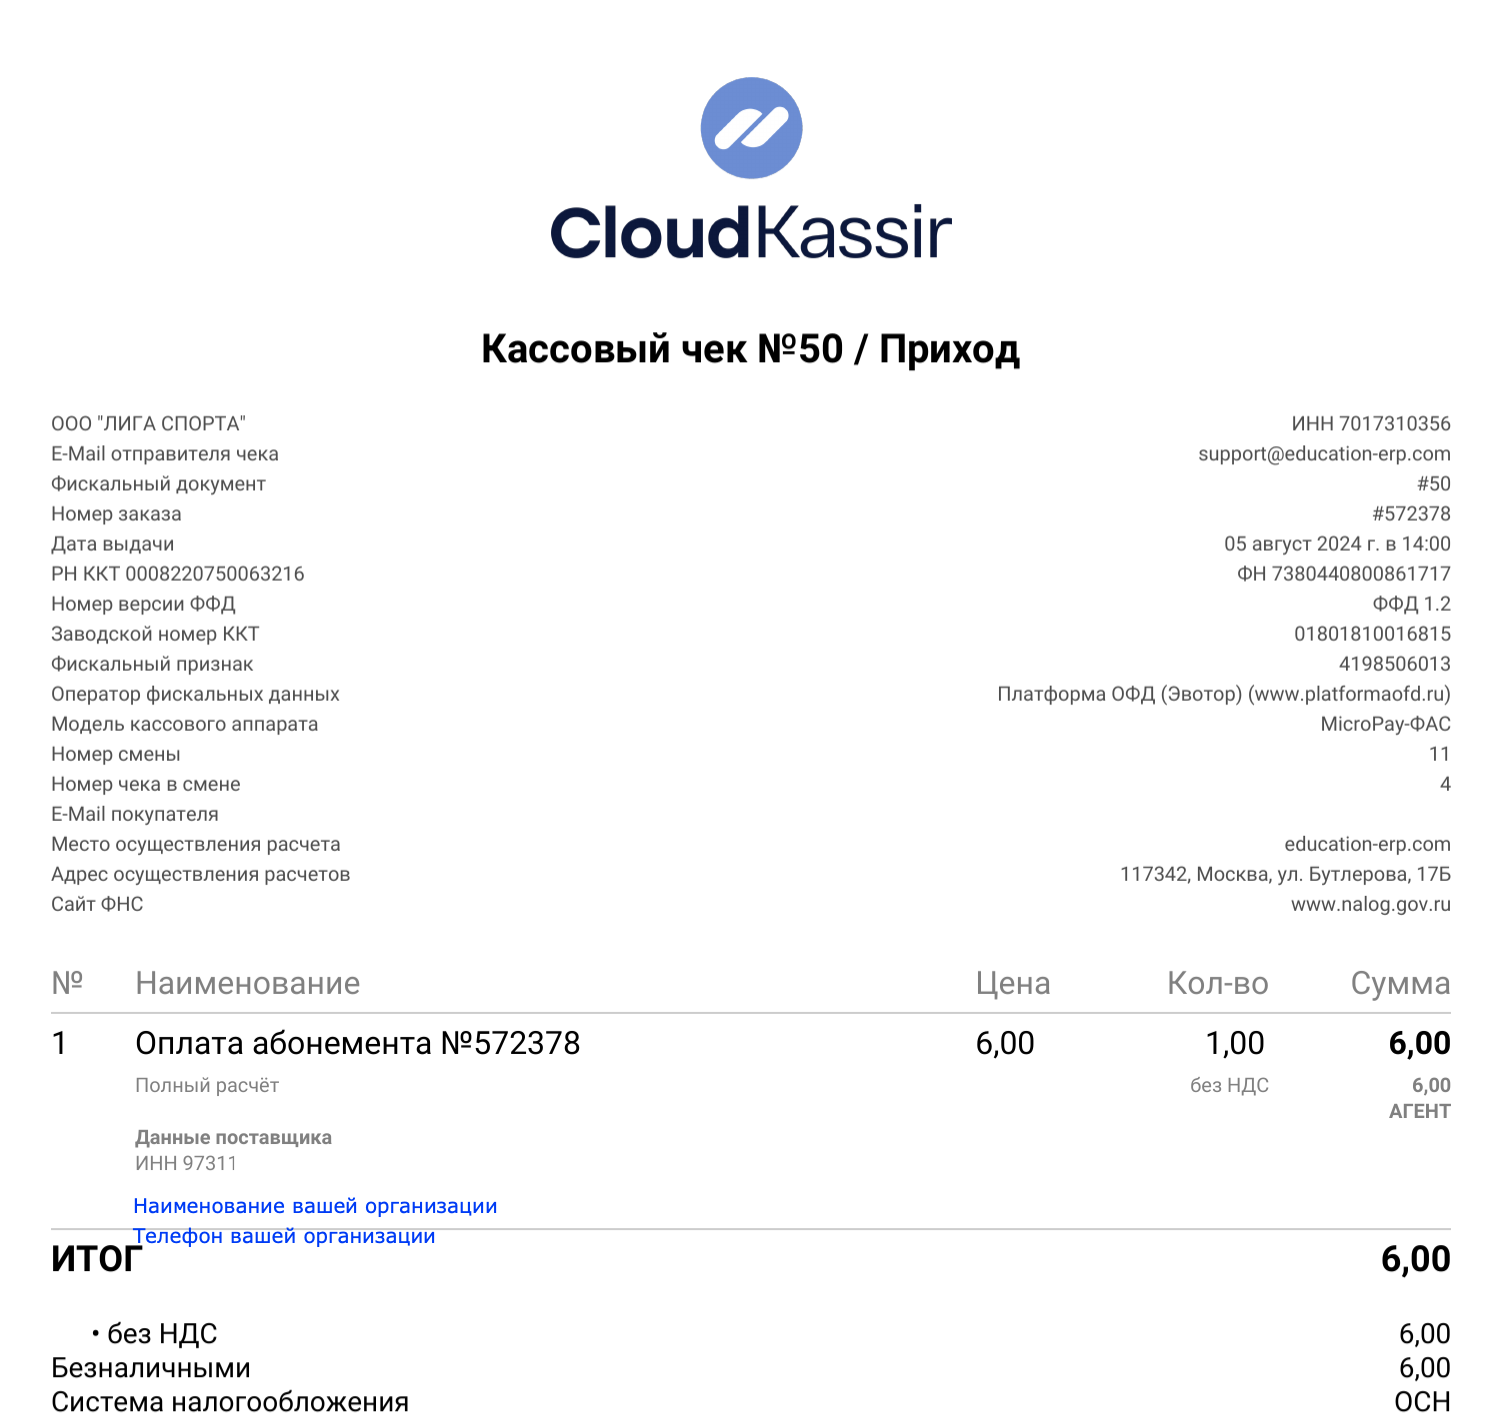 CloudKassir
Кассовый чек №50 / Приход
ООО "ЛИГА СПОРТА" ИНН 7017310356
E-Mail отправителя чека support@education-erp.com
Фискальный документ #50
Номер заказа #572378
Дата выдачи 05 август 2024 г. в 14:00
РН ККТ 0008220750063216 ФН 7380440800861717
Номер версии ФФД ФФД 1.2
Заводской номер ККТ 01801810016815
Фискальный признак 4198506013
Оператор фискальных данных Платформа ОФД (Эвотор) (www.platformaofd.ru)
Модель кассового аппарата MicroPay-ФАС
Номер смены 11
Номер чека в смене 4
E-Mail покупателя
Место осуществления расчета education-erp.com
Адрес осуществления расчетов 117342, Москва, ул. Бутлерова, 17Б
Сайт ФНС www.nalog.gov.ru
№ Наименование Цена Кол-во Сумма
1 Оплата абонемента №572378 6,00 1,00 6,00
Полный расчёт без НДС 6,00
АГЕНТ
Данные поставщика
ИНН 97311
Наименование вашей организации
Телефон вашей организации
ИТОГ 6,00
• без НДС 6,00
Безналичными 6,00
Система налогообложения ОСН